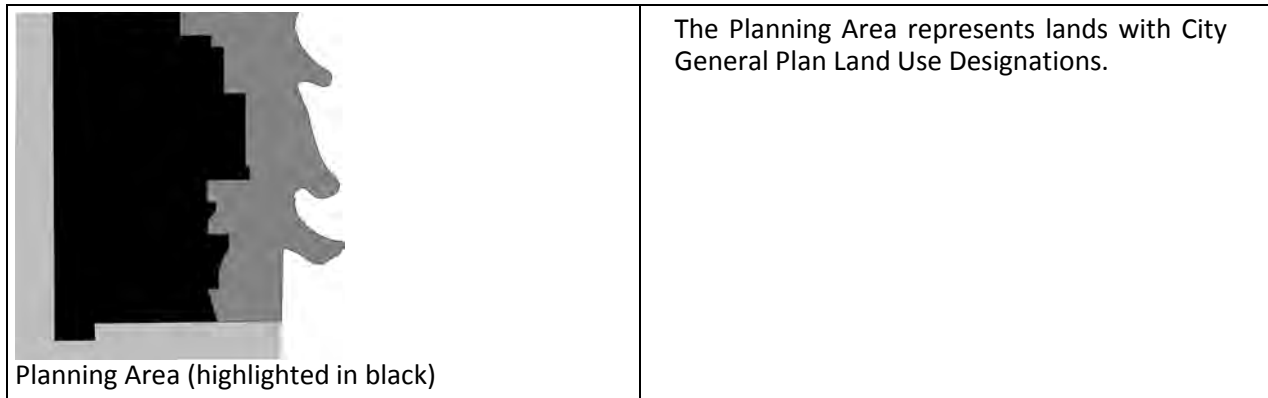 The Planning Area represents lands with City
General Plan Land Use Designations.
Planning Area (highlighted in black)